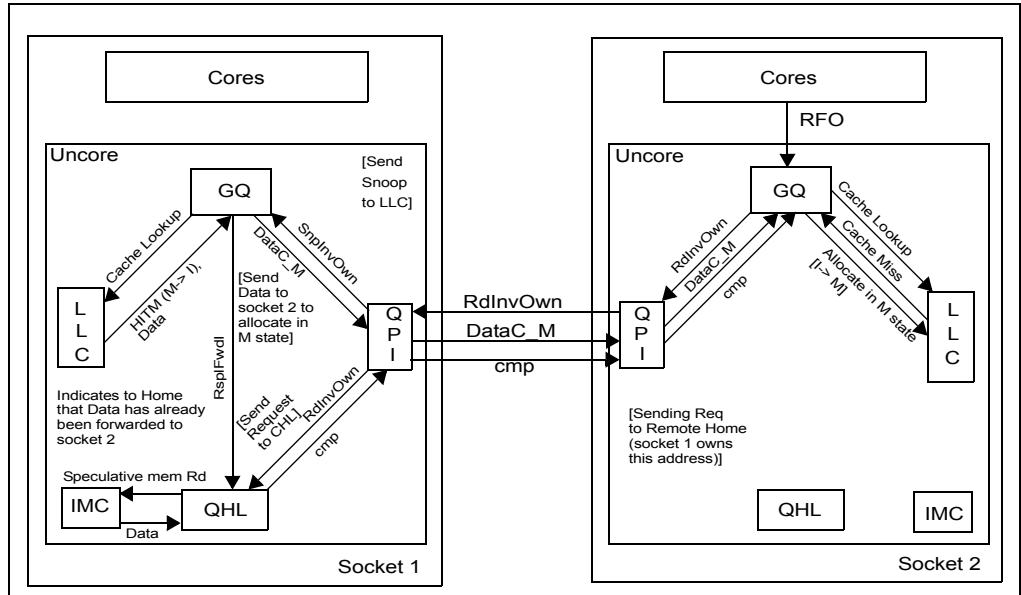 Cores
Uncore
[Send
Snoop
to LLC]
GQ
Cache Lookup
HITM (M-> I),
Data
SnpInvOwn
DataC_M
[Send
Data to
socket 2 to
allocate in
M state]
L
L
C
Q
P
I
RspIFwdI
Indicates to Home
that Data has already
been forwarded to
socket 2
[Send
Request
to CHL]
RdInvOwn
cmp
Speculative mem Rd
IMC
QHL
Data
Socket 1
RdInvOwn
DataC_M
cmp
Cores
RFO
Uncore
GQ
RdInvOwn
DataC_M
cmp
Cache Lookup
Cache Miss
Allocate in M state
[I-> M]
Q
P
I
L
L
C
[Sending Req
to Remote Home
(socket 1 owns
this address)]
QHL
IMC
Socket 2